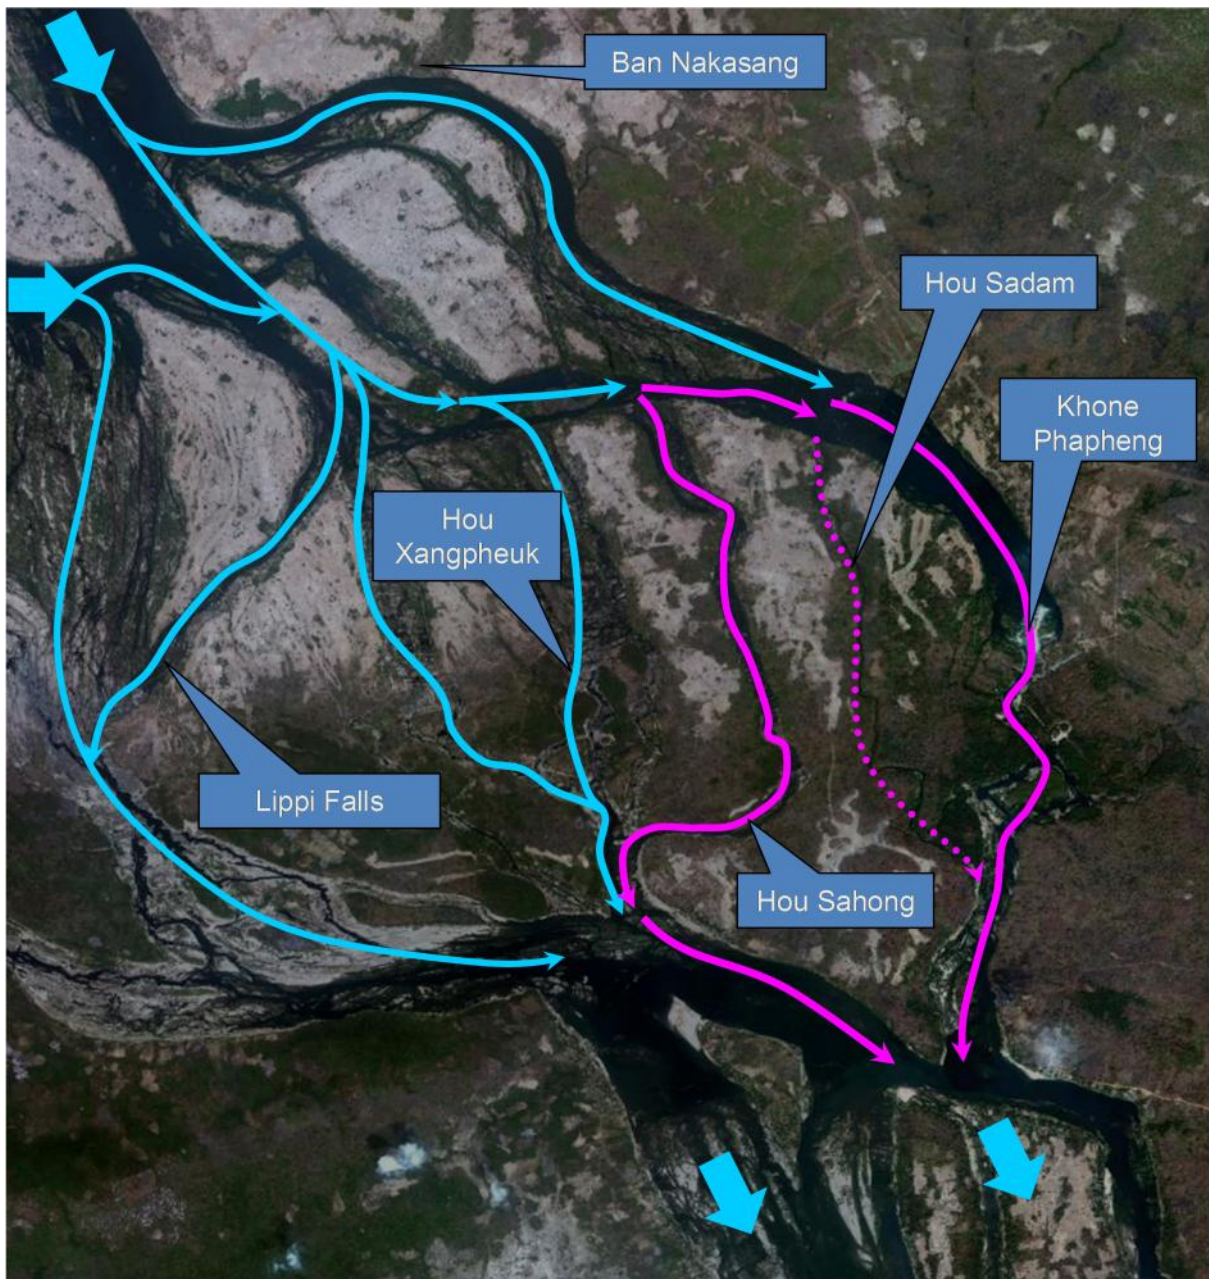 Ban Nakasang
Hou Sadam
Khone
Phapheng
Hou
Xangpheuk
Lippi Falls
Hou Sahong